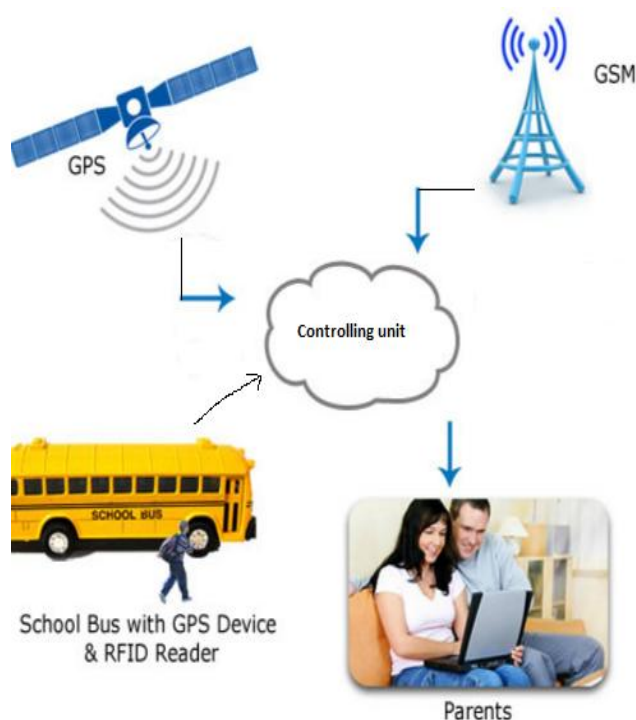 GSM
GPS
Controlling unit
SCHOOL BUS
School Bus with GPS Device
& RFID Reader
Parents